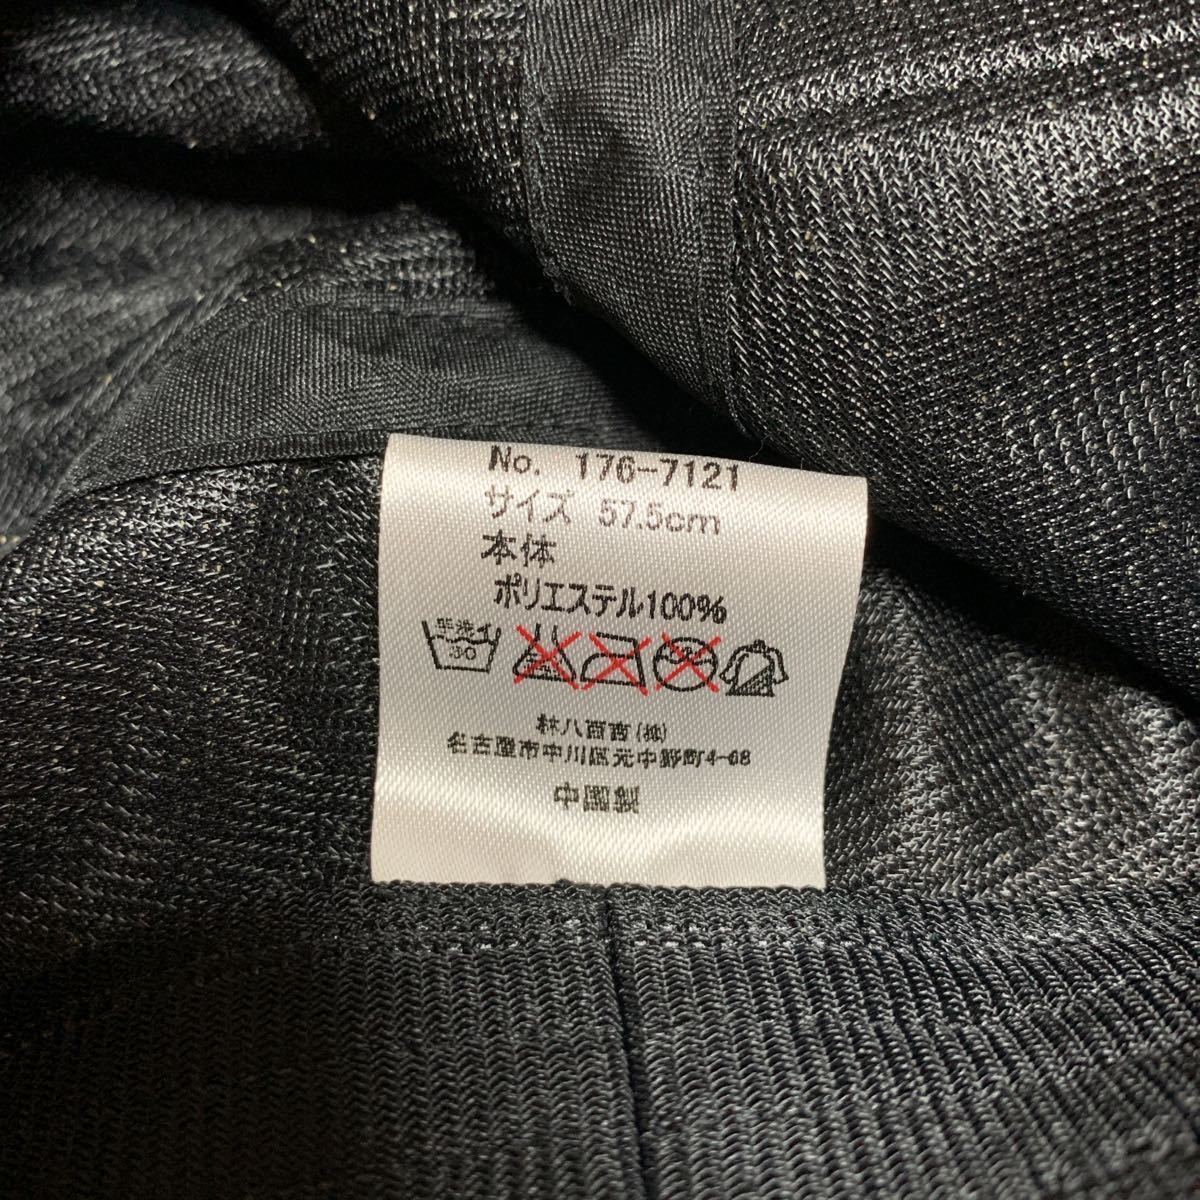 No. 176-7121
サイズ 57.5cm
本体
ポリエステル100%
手洗イ
30
林八百吉(株)
名古屋市中川区元中野町4-68
中国製